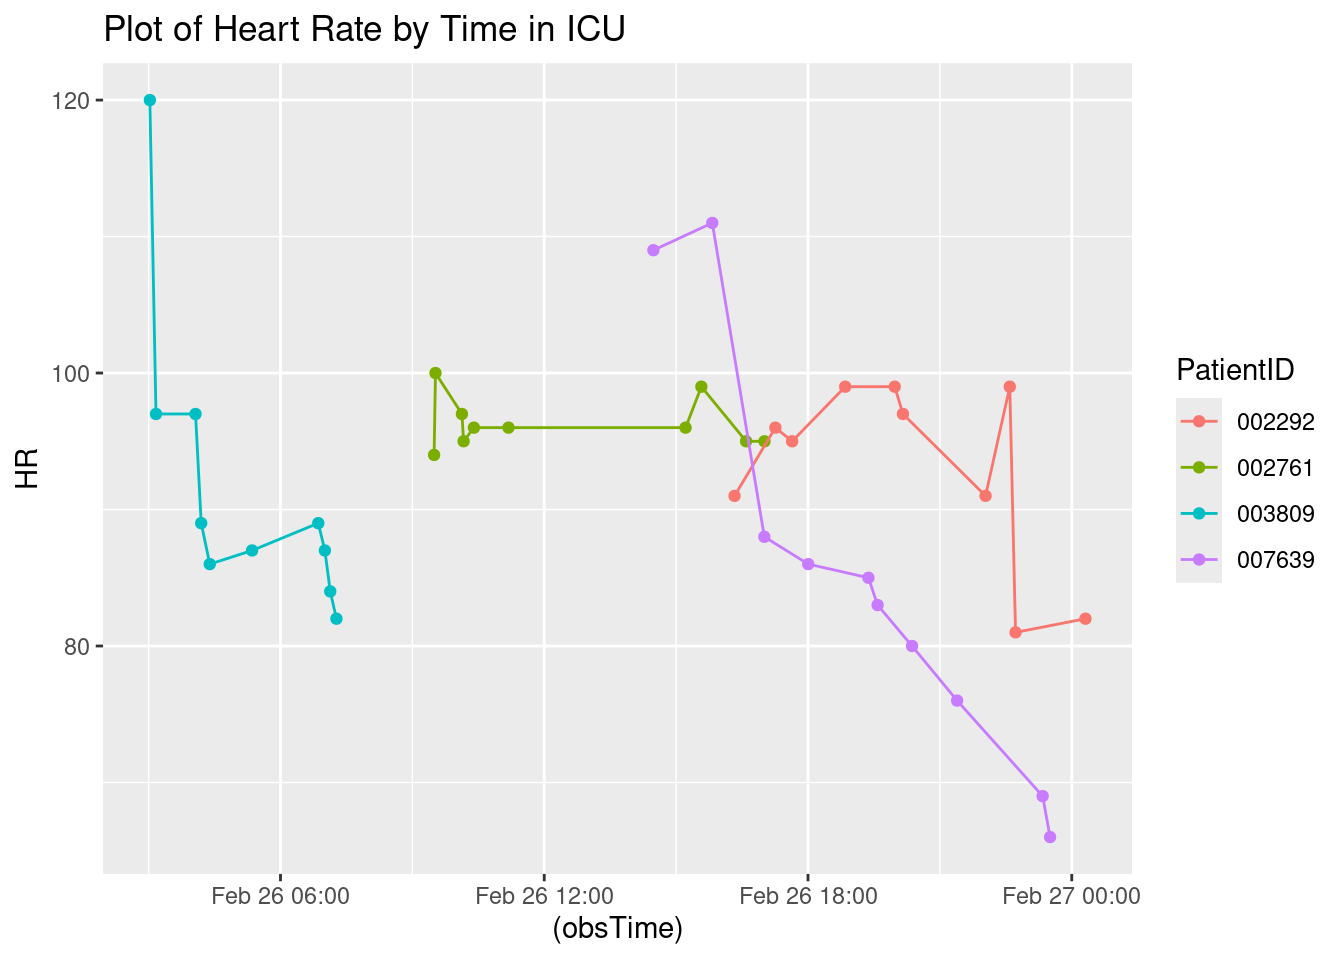 Plot of Heart Rate by Time in ICU
120
100
80
HR
Feb 26 06:00
Feb 26 12:00
Feb 26 18:00
Feb 27 00:00
(obsTime)
PatientID
002292
002761
003809
007639